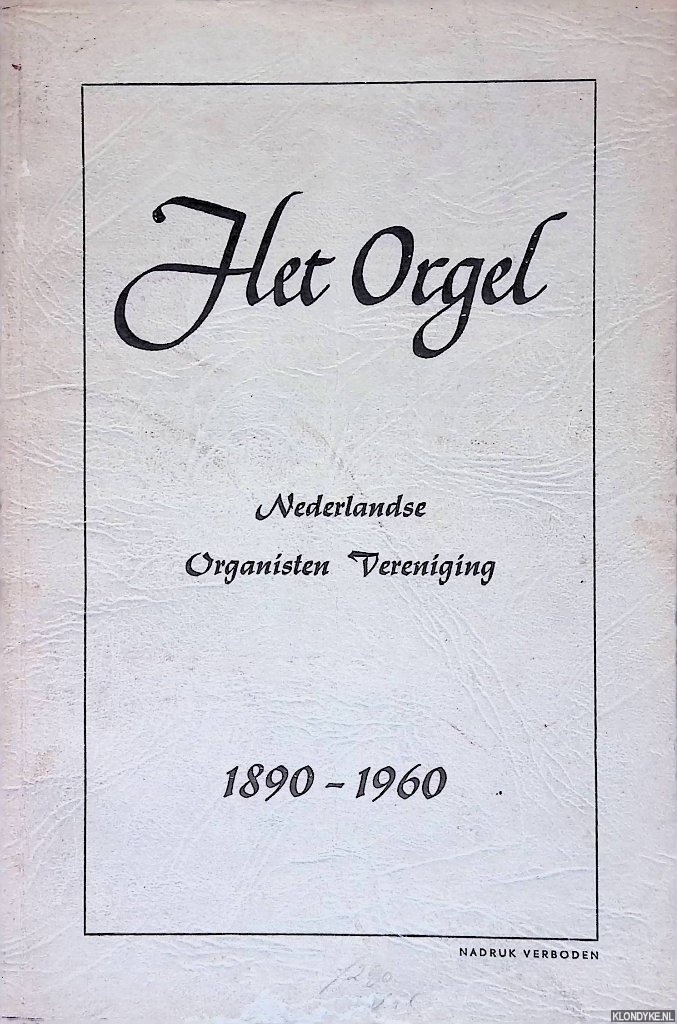 Het Orgel
Nederlandse
Organisten Vereniging
1890 - 1960
NADRUK VERBODEN
KLONDYKE.NL